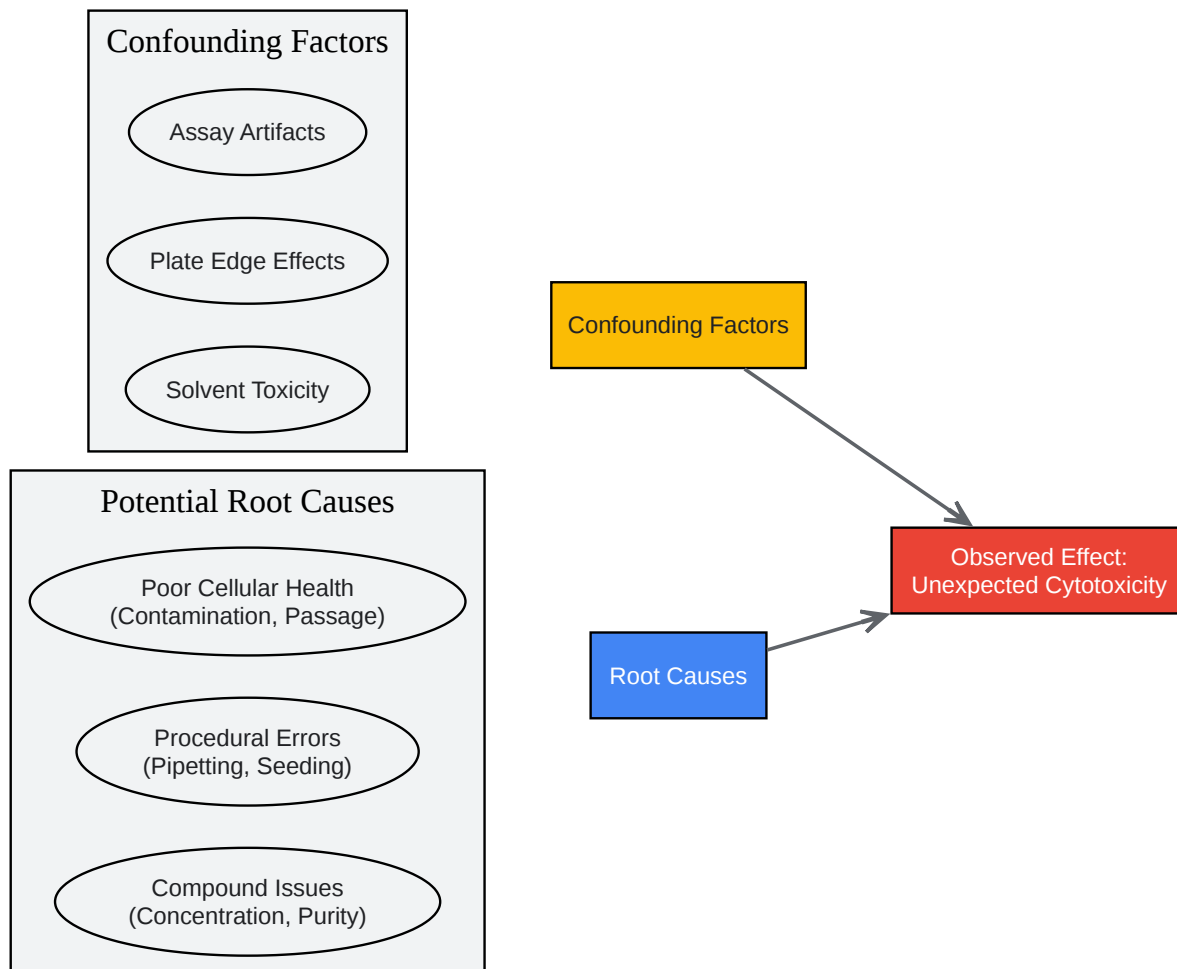 Confounding Factors
Assay Artifacts
Plate Edge Effects
Solvent Toxicity
Potential Root Causes
Poor Cellular Health
(Contamination, Passage)
Procedural Errors
(Pipetting, Seeding)
Compound Issues
(Concentration, Purity)
Confounding Factors
Root Causes
Observed Effect:
Unexpected Cytotoxicity